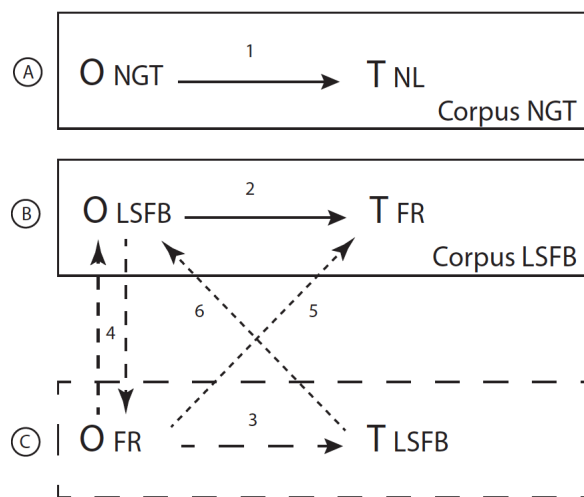 1
A O NGT T NL
Corpus NGT
2
B O LSFB T FR
Corpus LSFB
4 6 5
3
C O FR T LSFB